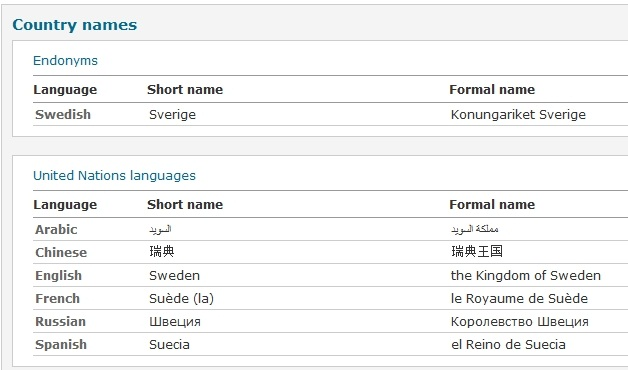 Country names
Endonyms
Language Short name Formal name
Swedish Sverige Konungariket Sverige
United Nations languages
Language Short name Formal name
Arabic السويد مملكة السويد
Chinese 瑞典 瑞典王国
English Sweden the Kingdom of Sweden
French Suède (la) le Royaume de Suède
Russian Швеция Королевство Швеция
Spanish Suecia el Reino de Suecia